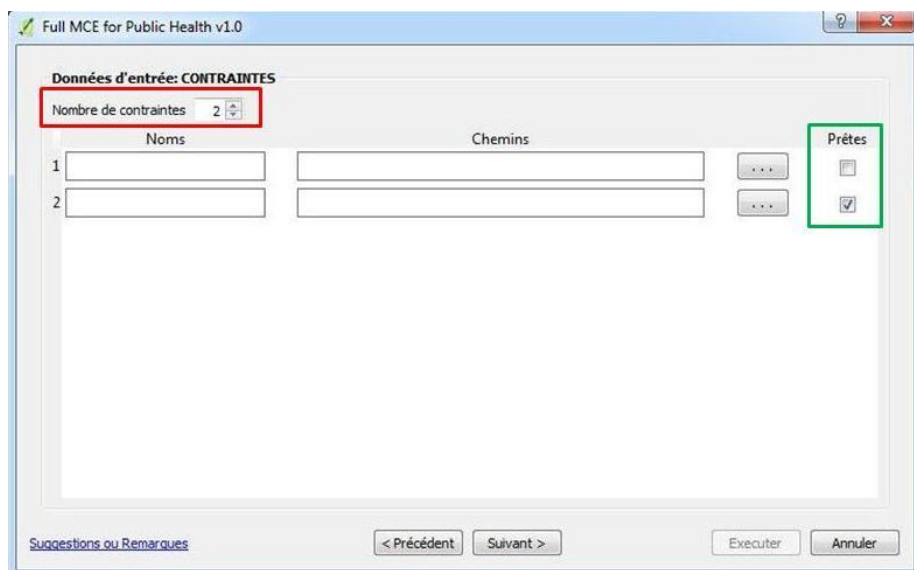 Full MCE for Public Health v1.0
Données d'entrée: CONTRAINTES
Nombre de contraintes 2
Noms Chemins Prêtes
1 ...
2 ...
Suggestions ou Remarques < Précédent Suivant > Executer Annuler